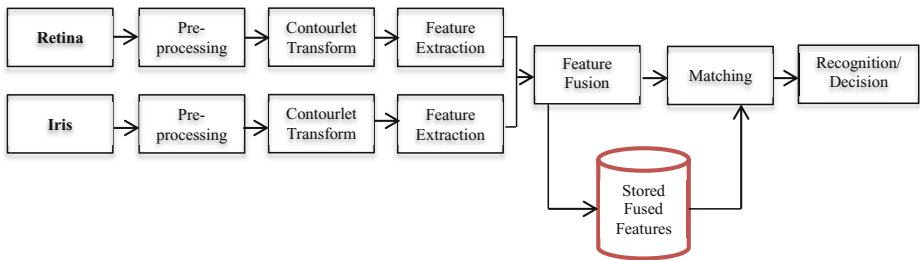 Retina
Pre-
processing
Contourlet
Transform
Feature
Extraction
Iris
Pre-
processing
Contourlet
Transform
Feature
Extraction
Feature
Fusion
Matching
Recognition/
Decision
Stored
Fused
Features